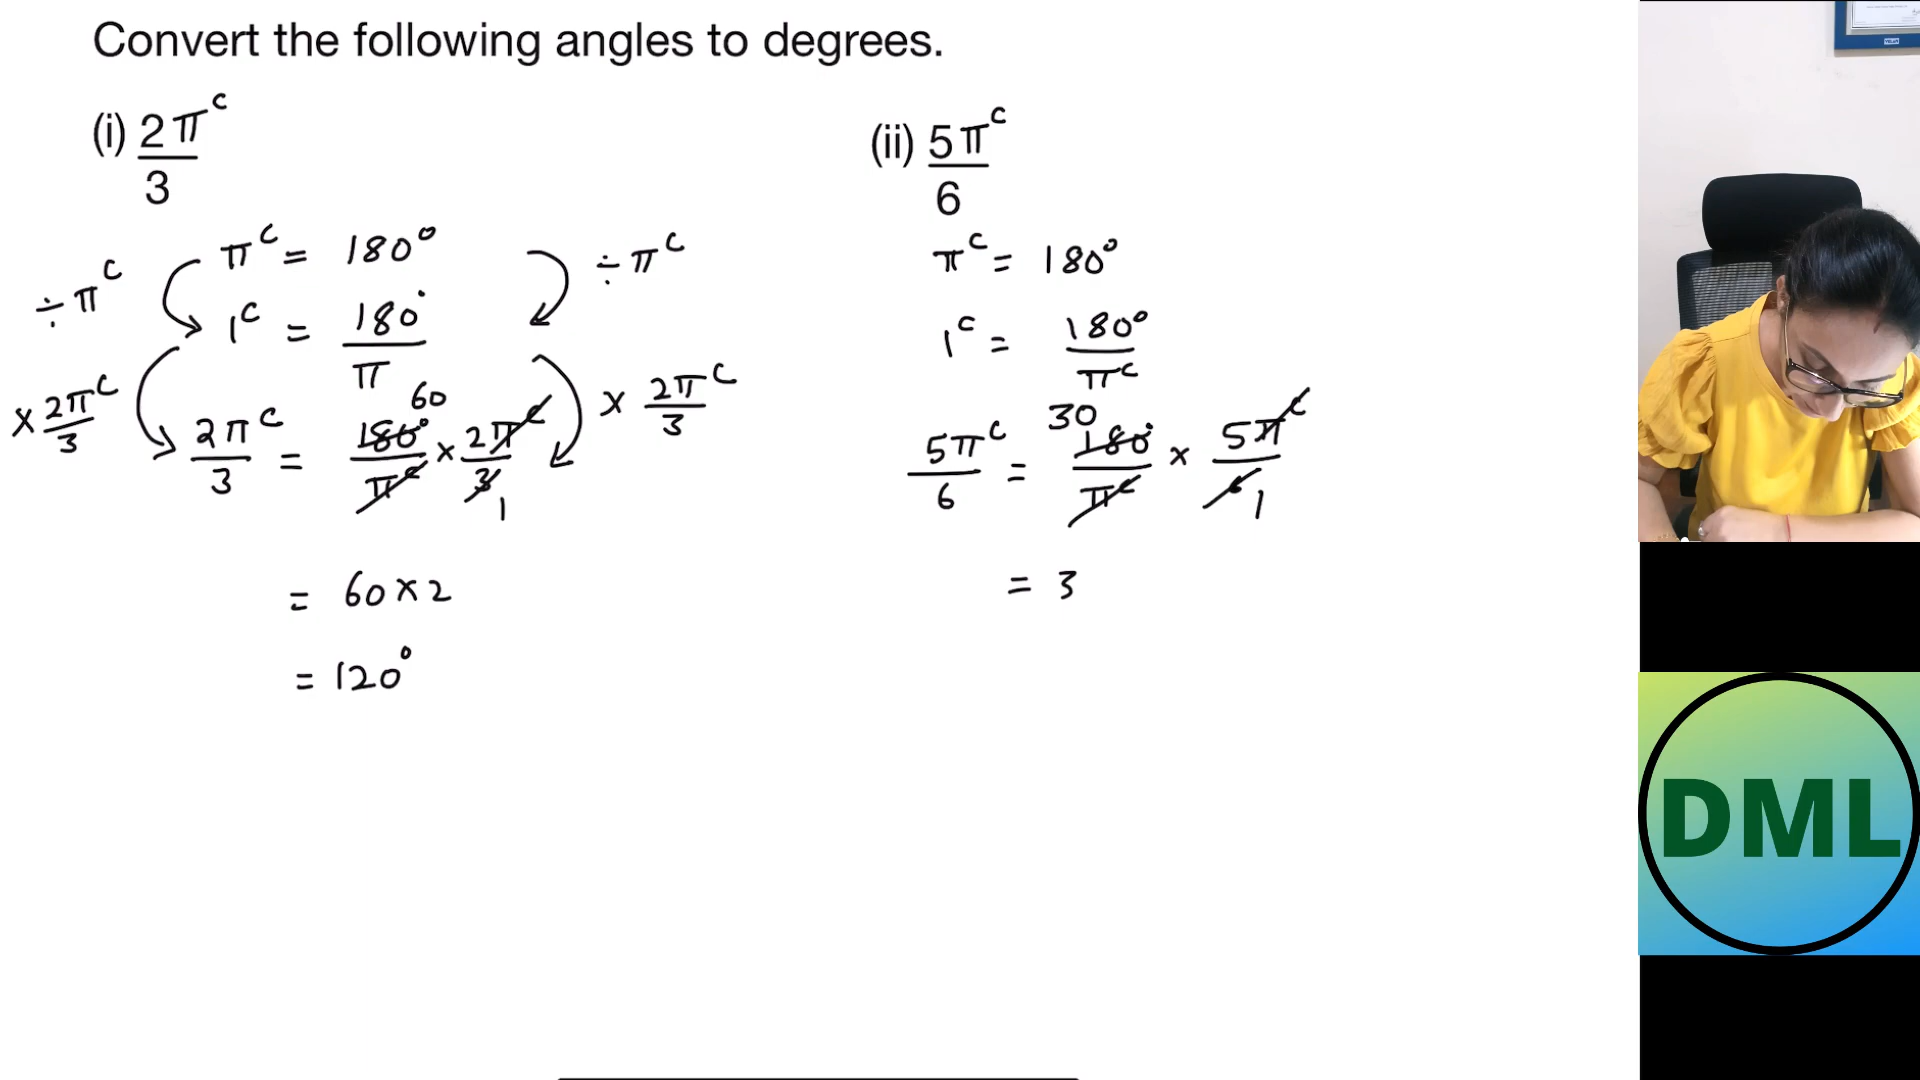 Convert the following angles to degrees.
(i) 2π^c/3
π^c = 180°
÷π^c
÷π^c
1^c = 180°/π
×2π^c/3
× 2π^c/3
60
2π^c/3 = 180°/π^c × 2π^c/3
1
= 60×2
= 120°
(ii) 5π^c/6
π^c = 180°
1^c = 180°/π^c
30
5π^c/6 = 180°/π^c × 5π^c/6
1
= 3
DML